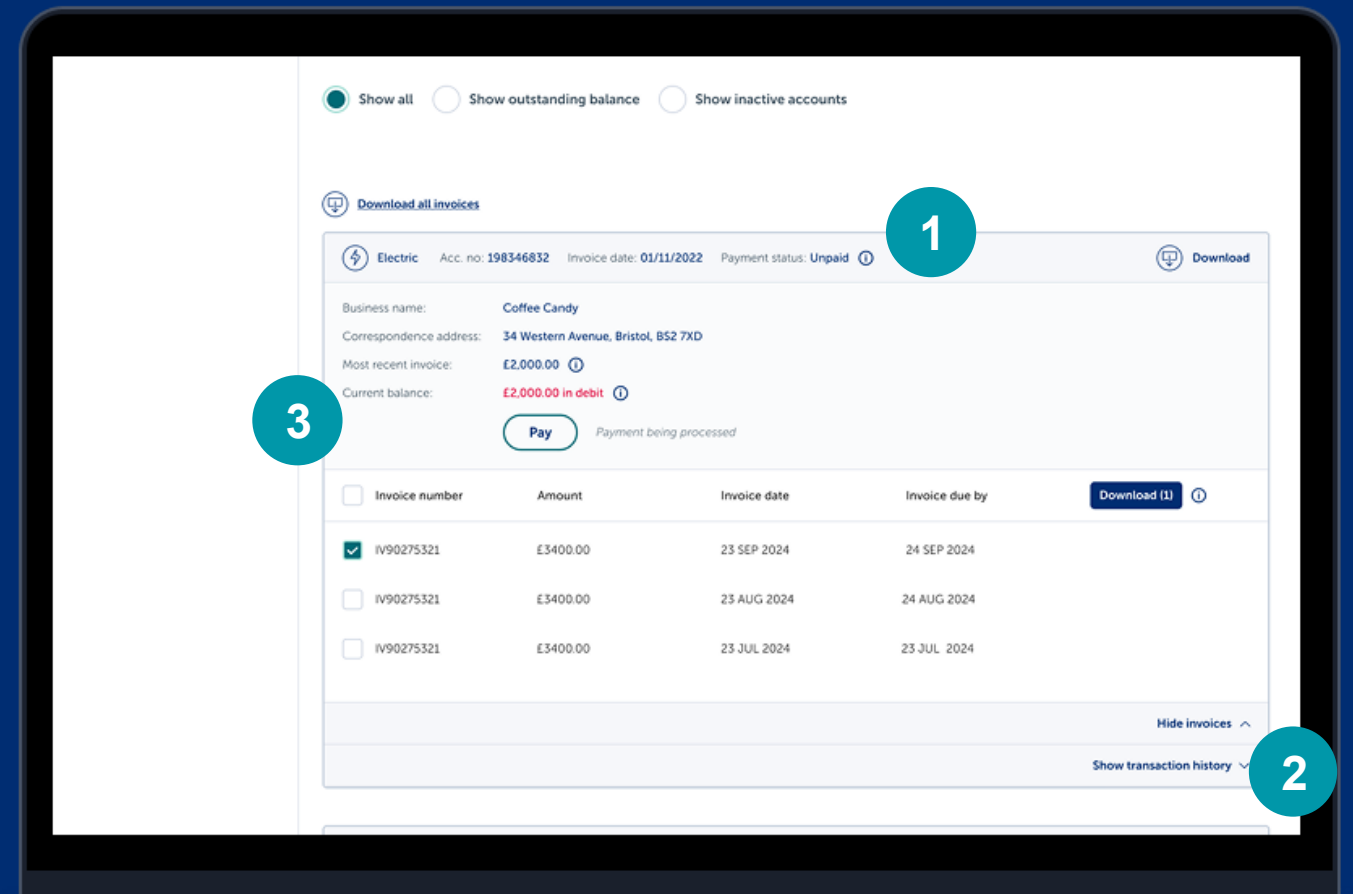 Show all Show outstanding balance Show inactive accounts
Download all invoices
1
Electric Acc. no: 198346832 Invoice date: 01/11/2022 Payment status: Unpaid Download
Business name: Coffee Candy
Correspondence address: 34 Western Avenue, Bristol, BS2 7XD
Most recent invoice: £2,000.00
Current balance: £2,000.00 in debit
3
Pay Payment being processed
Invoice number Amount Invoice date Invoice due by Download (1)
IV90275321 £3400.00 23 SEP 2024 24 SEP 2024
IV90275321 £3400.00 23 AUG 2024 24 AUG 2024
IV90275321 £3400.00 23 JUL 2024 23 JUL 2024
Hide invoices
Show transaction history
2